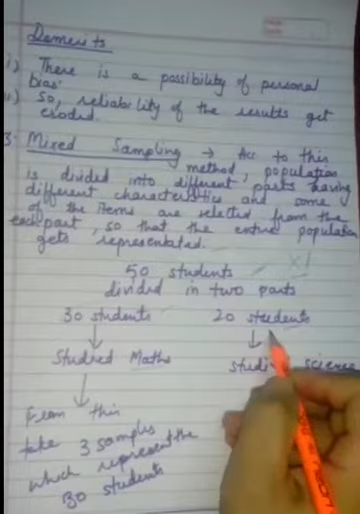 Demerits
i) There is a possibility of personal
bias.
ii) So, reliability of the results get
eroded.
3. Mixed Sampling → Acc to this
method, population
is divided into different parts having
different characteristics and some
of the items are selected from the
each part, so that the entire population
gets represented.
50 students
divided in two parts
30 students 20 students
↓ ↓
Studied Maths studi science
↓
From this
take 3 samples
which represent the
30 students